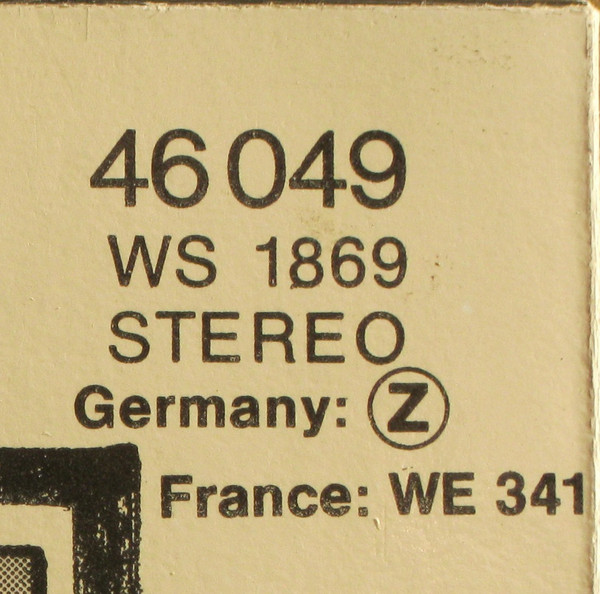 46 049
WS 1869
STEREO
Germany: Z
France: WE 341